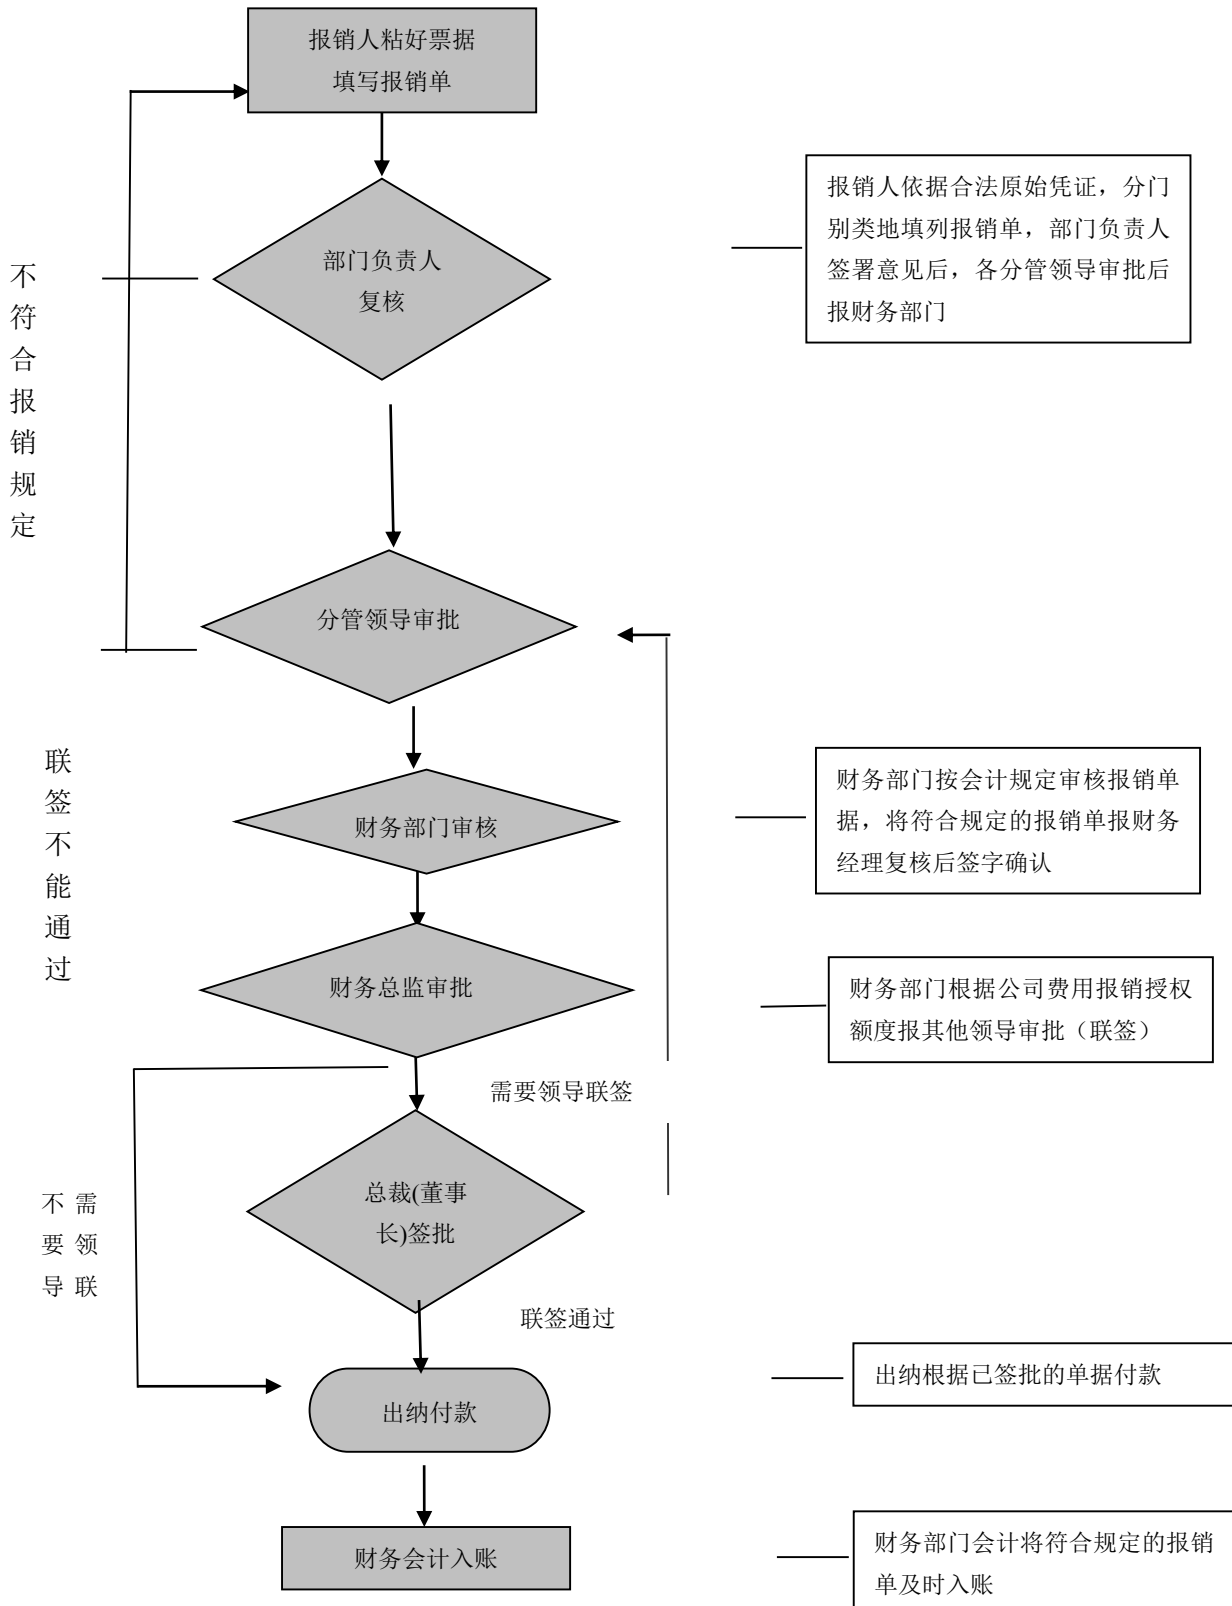 报销人粘好票据
填写报销单
报销人依据合法原始凭证，分门
别类地填列报销单，部门负责人
签署意见后，各分管领导审批后
报财务部门
部门负责人
复核
不
符
合
报
销
规
定
分管领导审批
联
签
不
能
通
过
财务部门审核
财务部门按会计规定审核报销单
据，将符合规定的报销单报财务
经理复核后签字确认
财务总监审批
财务部门根据公司费用报销授权
额度报其他领导审批（联签）
需要领导联签
总裁(董事
长)签批
不 需
要 领
导 联
联签通过
出纳付款
出纳根据已签批的单据付款
财务会计入账
财务部门会计将符合规定的报销
单及时入账